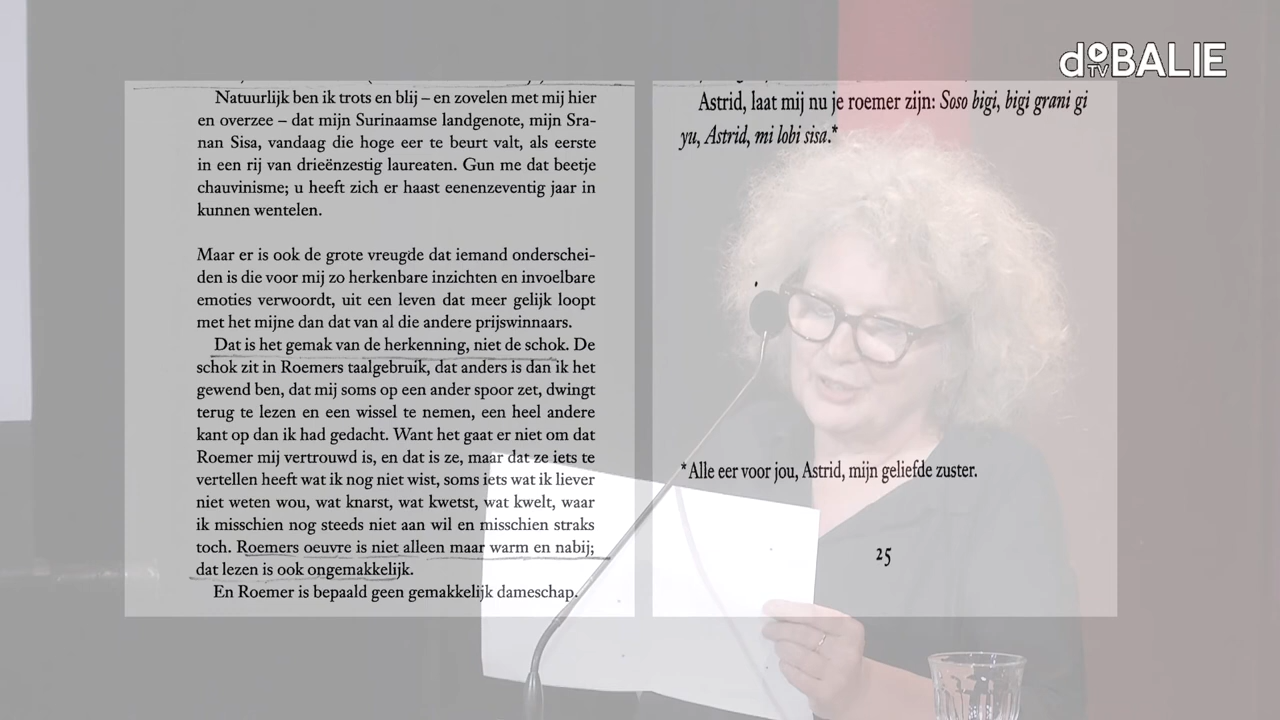 doBALIE
TV
Natuurlijk ben ik trots en blij – en zovelen met mij hier
en overzee – dat mijn Surinaamse landgenote, mijn Sra-
nan Sisa, vandaag die hoge eer te beurt valt, als eerste
in een rij van drieënzestig laureaten. Gun me dat beetje
chauvinisme; u heeft zich er haast eenenzeventig jaar in
kunnen wentelen.
Maar er is ook de grote vreugde dat iemand onderschei-
den is die voor mij zo herkenbare inzichten en invoelbare
emoties verwoordt, uit een leven dat meer gelijk loopt
met het mijne dan dat van al die andere prijswinnaars.
Dat is het gemak van de herkenning, niet de schok. De
schok zit in Roemers taalgebruik, dat anders is dan ik het
gewend ben, dat mij soms op een ander spoor zet, dwingt
terug te lezen en een wissel te nemen, een heel andere
kant op dan ik had gedacht. Want het gaat er niet om dat
Roemer mij vertrouwd is, en dat is ze, maar dat ze iets te
vertellen heeft wat ik nog niet wist, soms iets wat ik liever
niet weten wou, wat knarst, wat kwetst, wat kwelt, waar
ik misschien nog steeds niet aan wil en misschien straks
toch. Roemers oeuvre is niet alleen maar warm en nabij;
dat lezen is ook ongemakkelijk.
En Roemer is bepaald geen gemakkelijk dameschap.
Astrid, laat mij nu je roemer zijn: Soso bigi, bigi grani gi
yu, Astrid, mi lobi sisa.*
*Alle eer voor jou, Astrid, mijn geliefde zuster.
25